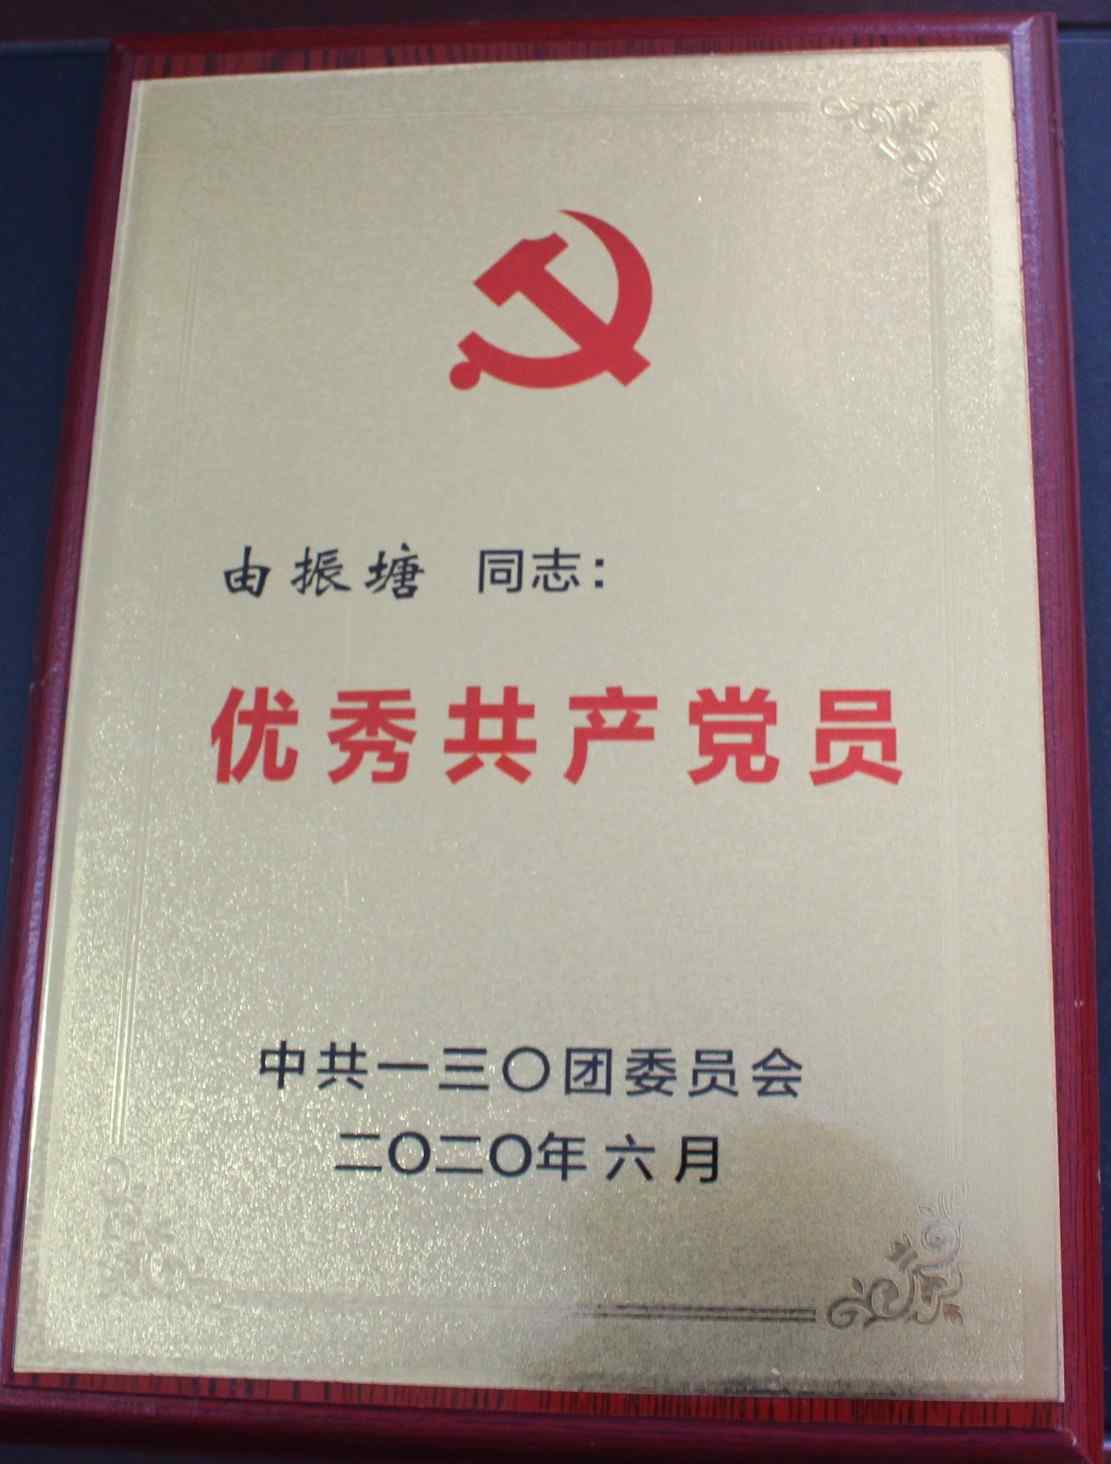 由振塘 同志：
优秀共产党员
中共一三〇团委员会
二〇二〇年六月